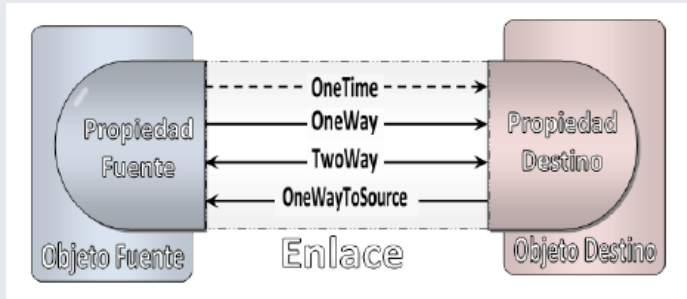 OneTime
OneWay
TwoWay
OneWayToSource
Propiedad
Fuente
Propiedad
Destino
Objeto Fuente
Enlace
Objeto Destino